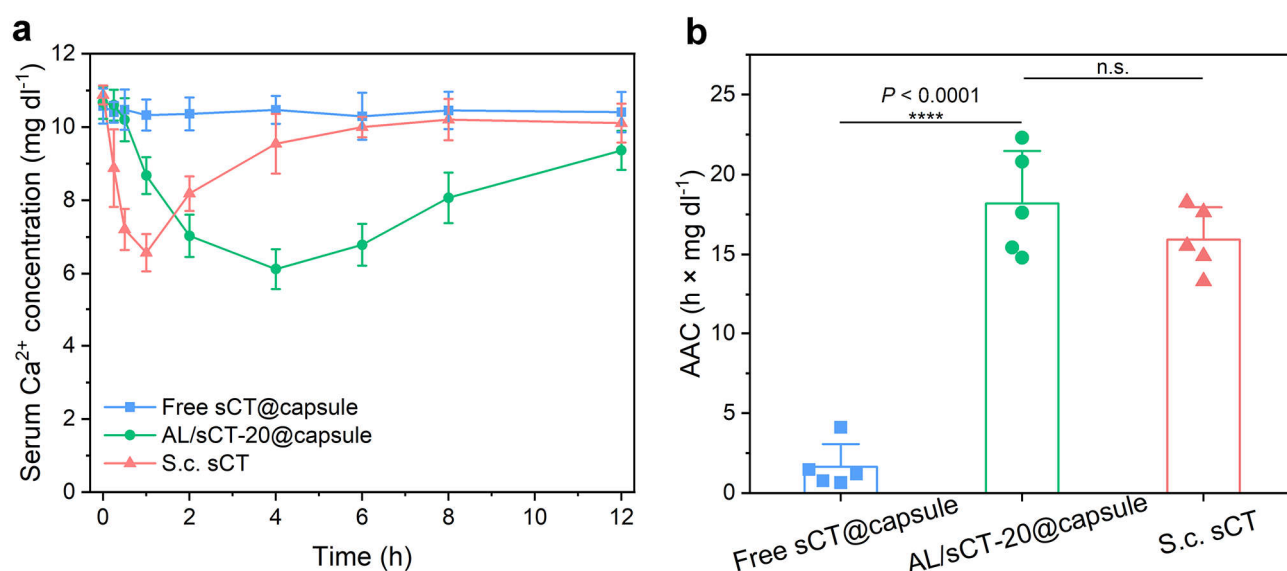 a
Serum Ca²⁺ concentration (mg dl⁻¹)
12
10
8
6
4
2
0
Free sCT@capsule
AL/sCT-20@capsule
S.c. sCT
0 2 4 6 8 10 12
Time (h)
b
AAC (h × mg dl⁻¹)
25
20
15
10
5
0
n.s.
P < 0.0001
****
Free sCT@capsule
AL/sCT-20@capsule
S.c. sCT